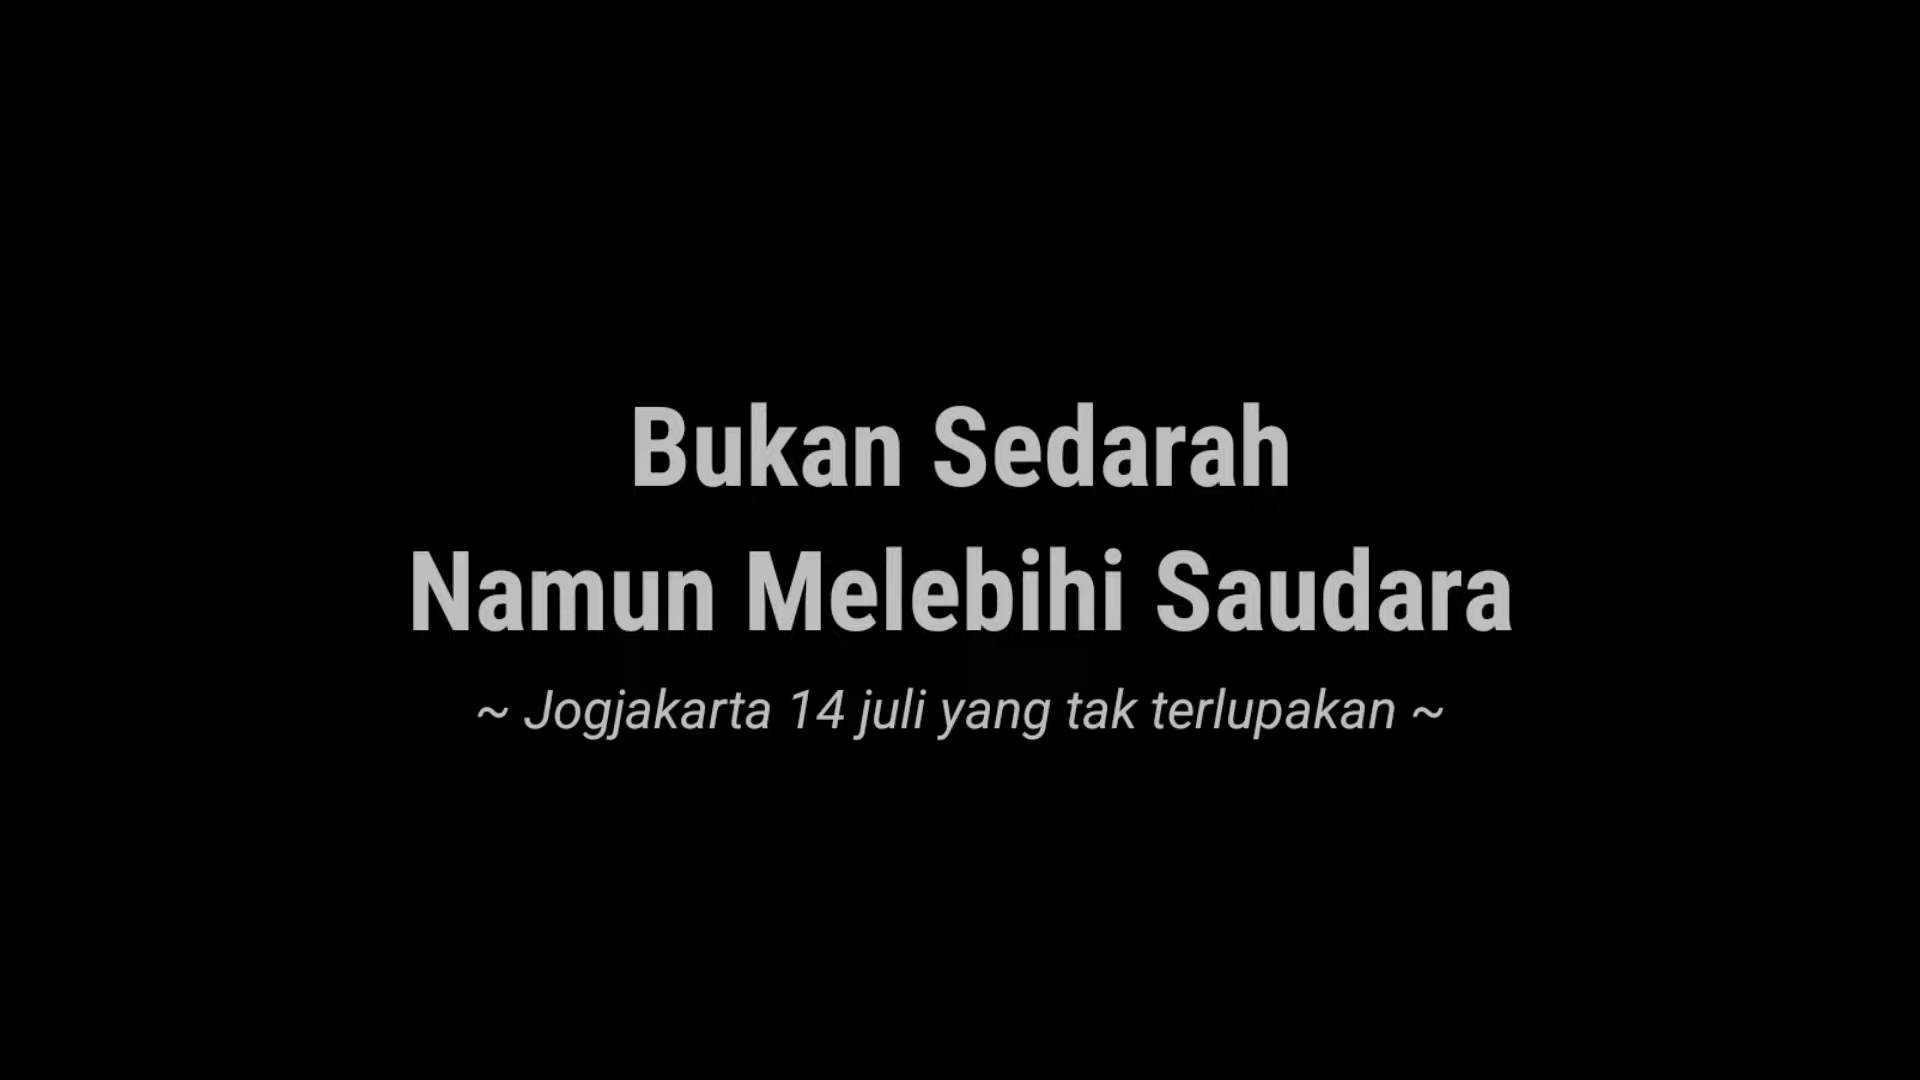 Bukan Sedarah
Namun Melebihi Saudara
~ Jogjakarta 14 juli yang tak terlupakan ~